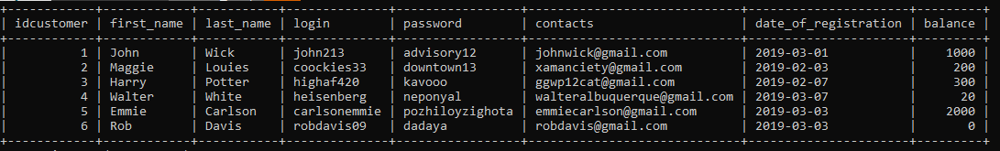 | idcustomer | first_name | last_name | login | password | contacts | date_of_registration | balance |
| 1 | John | Wick | john213 | advisory12 | johnwick@gmail.com | 2019-03-01 | 1000 |
| 2 | Maggie | Louies | coockies33 | downtown13 | xamanciety@gmail.com | 2019-02-03 | 200 |
| 3 | Harry | Potter | highaf420 | kavooo | ggwp12cat@gmail.com | 2019-02-07 | 300 |
| 4 | Walter | White | heisenberg | neponyal | walteralbuquerque@gmail.com | 2019-03-07 | 20 |
| 5 | Emmie | Carlson | carlsonemmie | pozhiloyzighota | emmiecarlson@gmail.com | 2019-03-03 | 2000 |
| 6 | Rob | Davis | robdavis09 | dadaya | robdavis@gmail.com | 2019-03-03 | 0 |